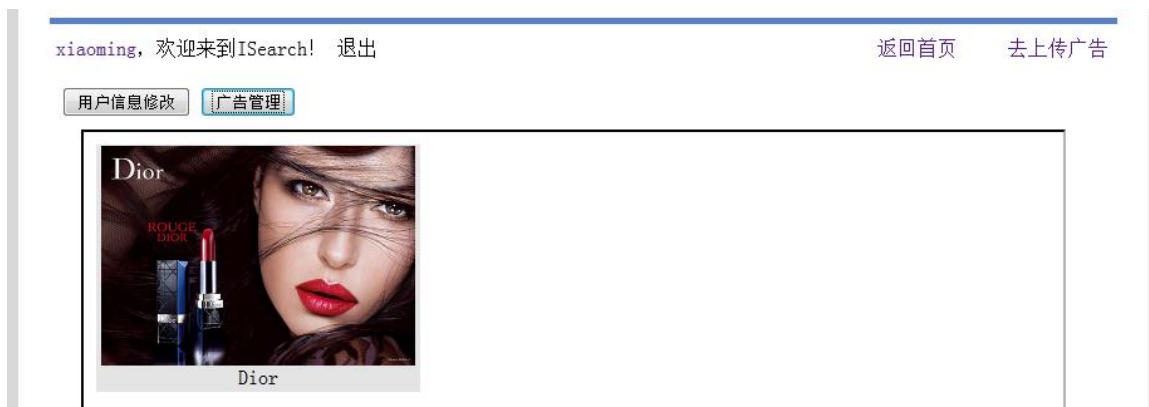 xiaoming，欢迎来到ISearch！ 退出 返回首页 去上传广告
用户信息修改 广告管理
Dior
ROUGE
DIOR
Dior